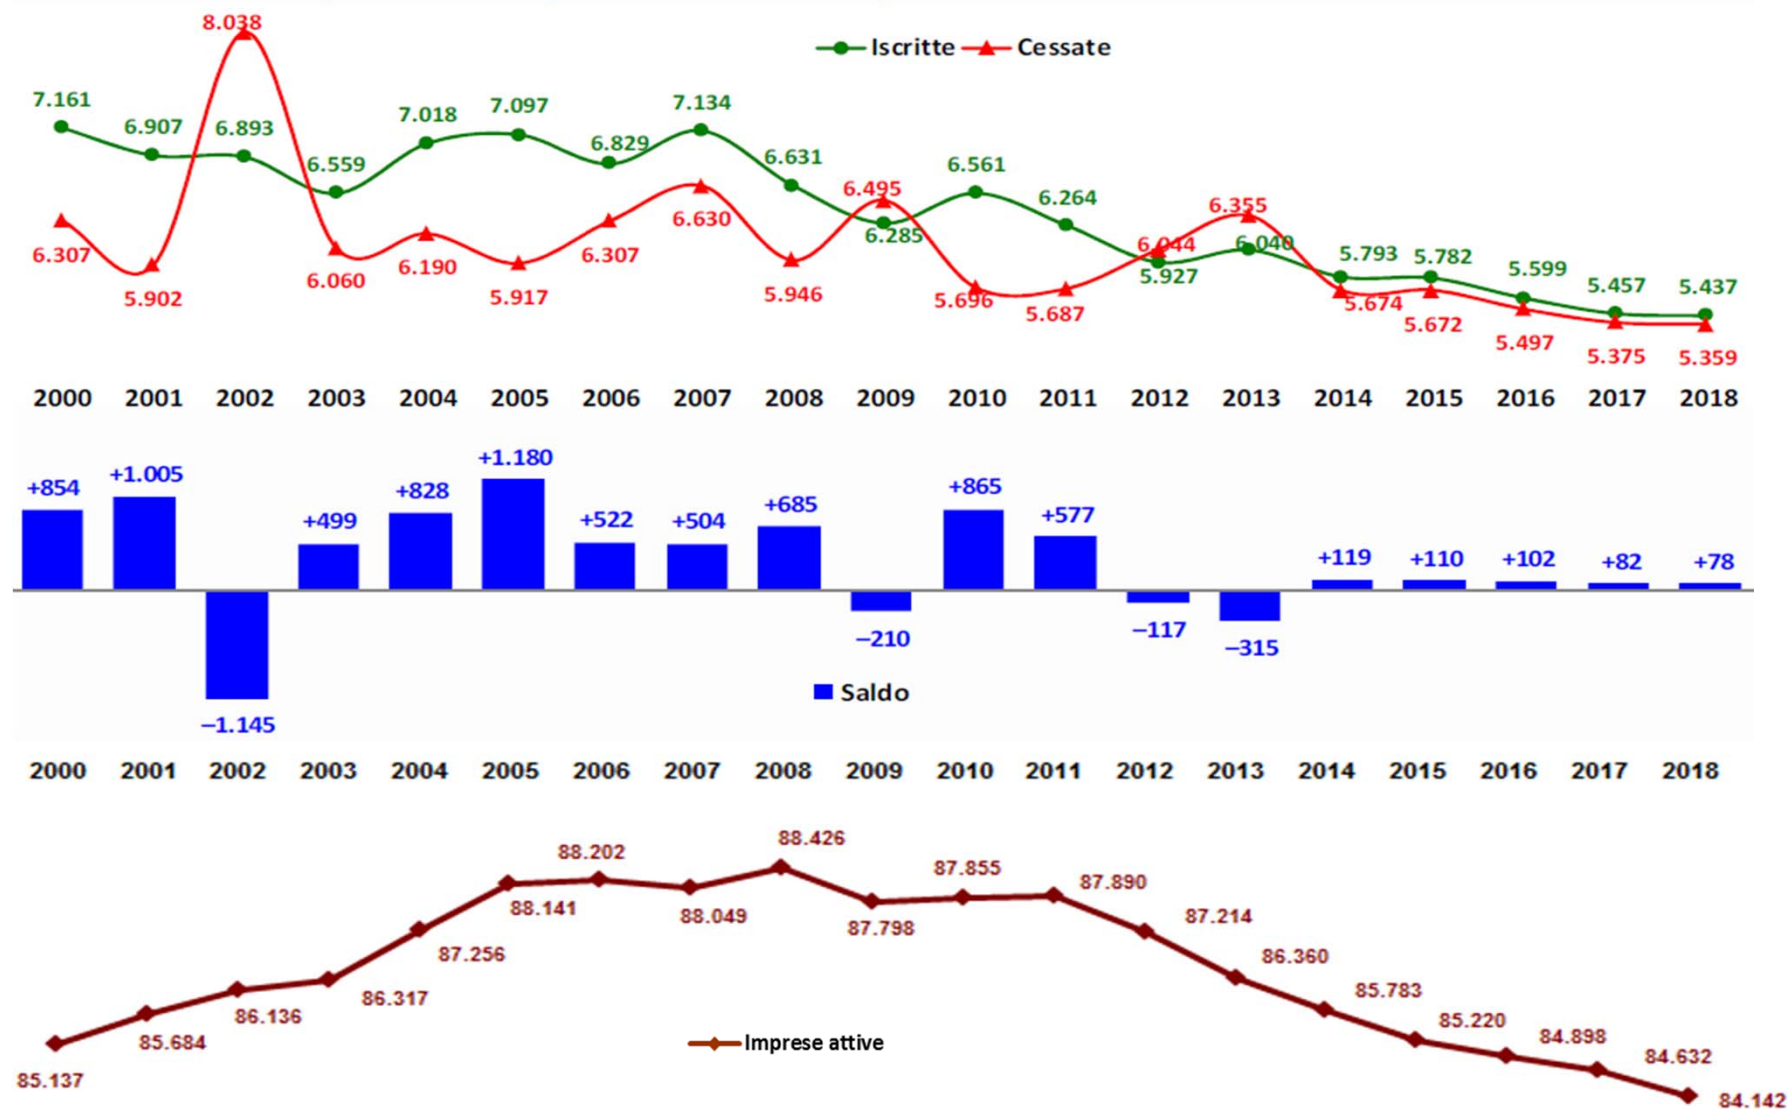 8.038
Iscritte Cessate
7.161 6.907 6.893 6.559 7.018 7.097 6.829 7.134 6.631 6.285 6.561 6.264 5.927 6.040 5.793 5.782 5.599 5.457 5.437
6.307 5.902 6.060 6.190 5.917 6.307 6.630 5.946 6.495 5.696 5.687 6.044 6.355 5.674 5.672 5.497 5.375 5.359
2000 2001 2002 2003 2004 2005 2006 2007 2008 2009 2010 2011 2012 2013 2014 2015 2016 2017 2018
+854 +1.005 –1.145 +499 +828 +1.180 +522 +504 +685 –210 +865 +577 –117 –315 +119 +110 +102 +82 +78
Saldo
2000 2001 2002 2003 2004 2005 2006 2007 2008 2009 2010 2011 2012 2013 2014 2015 2016 2017 2018
85.137 85.684 86.136 86.317 87.256 88.141 88.202 88.049 88.426 87.798 87.855 87.890 87.214 86.360 85.783 85.220 84.898 84.632 84.142
Imprese attive